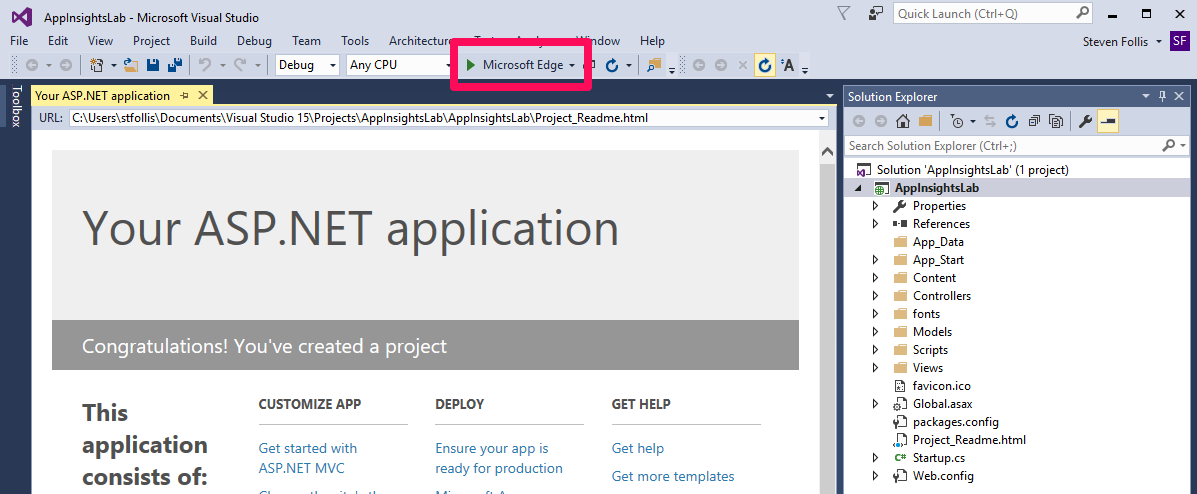 AppInsightsLab - Microsoft Visual Studio
Quick Launch (Ctrl+Q)
File Edit View Project Build Debug Team Tools Architecture Window Help
Steven Follis SF
Debug Any CPU Microsoft Edge
Toolbox
Your ASP.NET application
URL: C:\Users\stfollis\Documents\Visual Studio 15\Projects\AppInsightsLab\AppInsightsLab\Project_Readme.html
Your ASP.NET application
Congratulations! You've created a project
This
application
consists of:
CUSTOMIZE APP
Get started with
ASP.NET MVC
DEPLOY
Ensure your app is
ready for production
GET HELP
Get help
Get more templates
Solution Explorer
Search Solution Explorer (Ctrl+;)
Solution 'AppInsightsLab' (1 project)
AppInsightsLab
Properties
References
App_Data
App_Start
Content
Controllers
fonts
Models
Scripts
Views
favicon.ico
Global.asax
packages.config
Project_Readme.html
C# Startup.cs
Web.config